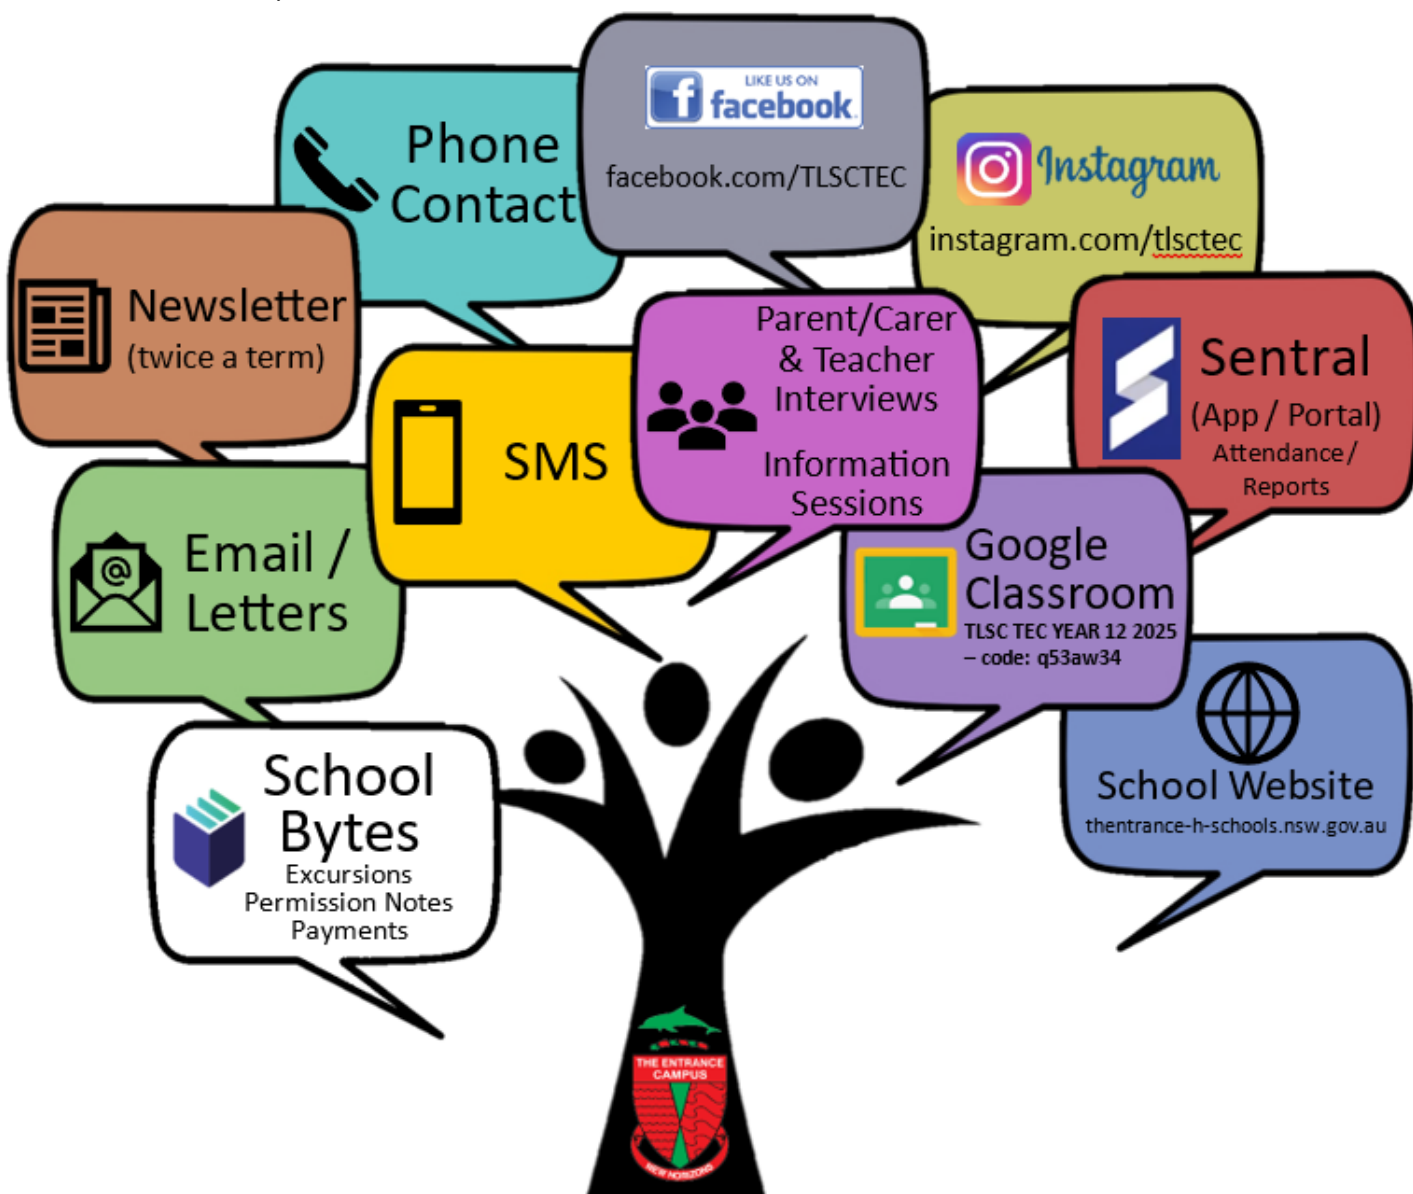 LIKE US ON
facebook
facebook.com/TLSCTEC
Phone
Contact
Instagram
instagram.com/tlsctec
Newsletter
(twice a term)
Parent/Carer
& Teacher
Interviews
Information
Sessions
Sentral
(App / Portal)
Attendance/
Reports
SMS
Email /
Letters
@
Google
Classroom
TLSC TEC YEAR 12 2025
– code: q53aw34
School
Bytes
Excursions
Permission Notes
Payments
School Website
thentrance-h-schools.nsw.gov.au
THE ENTRANCE
CAMPUS
NEW HORIZONS